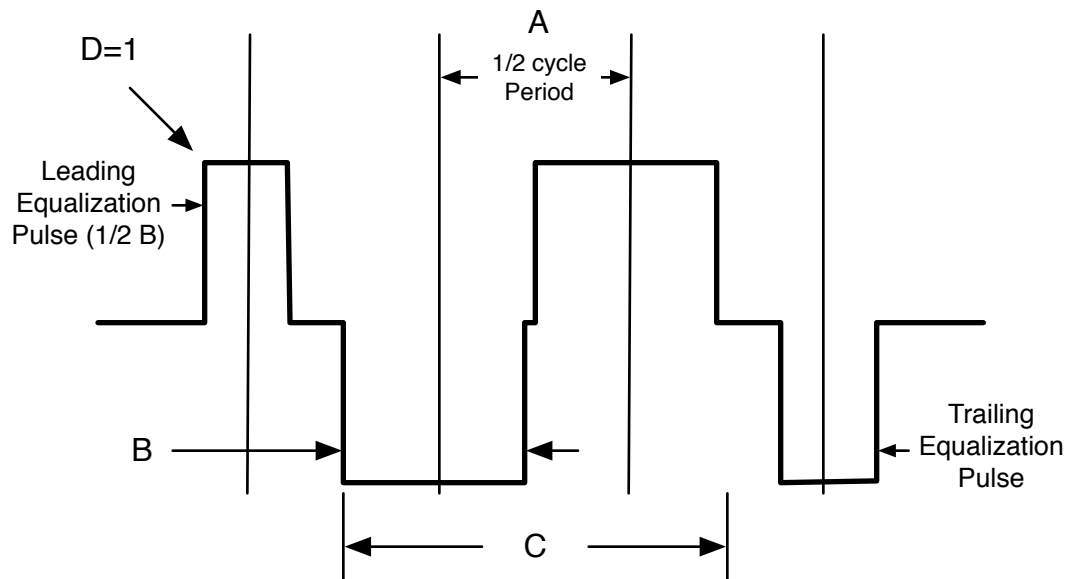 A
D=1
1/2 cycle
Period
Leading
Equalization
Pulse (1/2 B)
B
Trailing
Equalization
Pulse
C